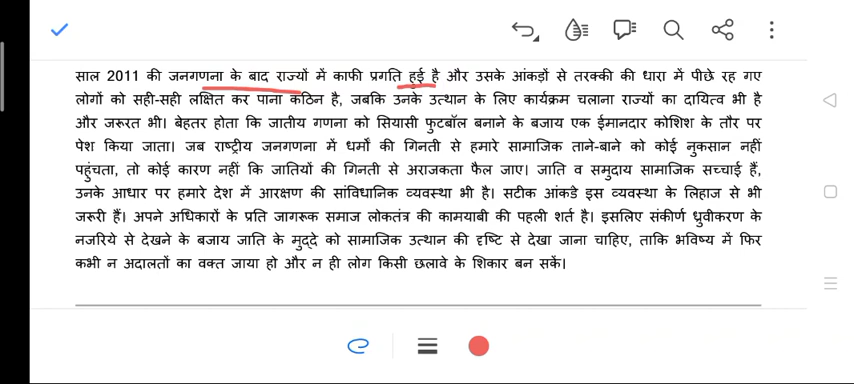 साल 2011 की जनगणना के बाद राज्यों में काफी प्रगति हुई है और उसके आंकड़ों से तरक्की की धारा में पीछे रह गए
लोगों को सही-सही लक्षित कर पाना कठिन है, जबकि उनके उत्थान के लिए कार्यक्रम चलाना राज्यों का दायित्व भी है
और जरूरत भी। बेहतर होता कि जातीय गणना को सियासी फुटबॉल बनाने के बजाय एक ईमानदार कोशिश के तौर पर
पेश किया जाता। जब राष्ट्रीय जनगणना में धर्मों की गिनती से हमारे सामाजिक ताने-बाने को कोई नुकसान नहीं
पहुंचता, तो कोई कारण नहीं कि जातियों की गिनती से अराजकता फैल जाए। जाति व समुदाय सामाजिक सच्चाई हैं,
उनके आधार पर हमारे देश में आरक्षण की सांविधानिक व्यवस्था भी है। सटीक आंकडे इस व्यवस्था के लिहाज से भी
जरूरी हैं। अपने अधिकारों के प्रति जागरूक समाज लोकतंत्र की कामयाबी की पहली शर्त है। इसलिए संकीर्ण ध्रुवीकरण के
नजरिये से देखने के बजाय जाति के मुद्दे को सामाजिक उत्थान की दृष्टि से देखा जाना चाहिए, ताकि भविष्य में फिर
कभी न अदालतों का वक्त जाया हो और न ही लोग किसी छलावे के शिकार बन सकें।